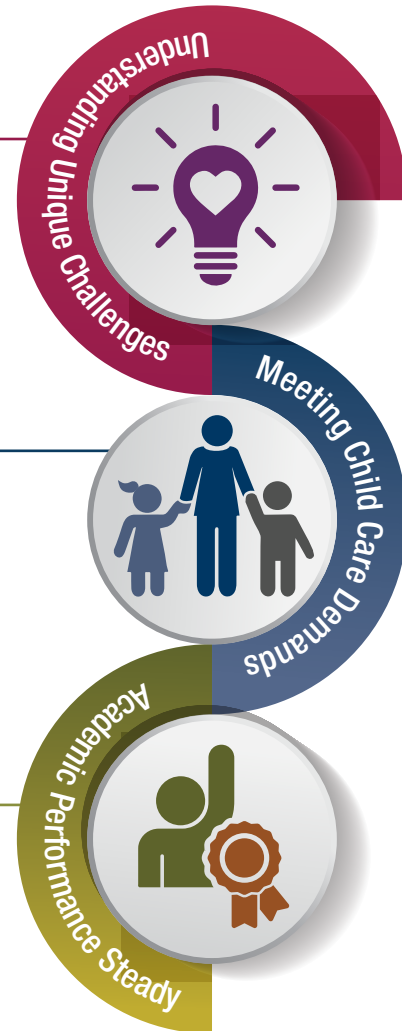 Understanding Unique Challenges
Meeting Child Care Demands
Academic Performance Steady